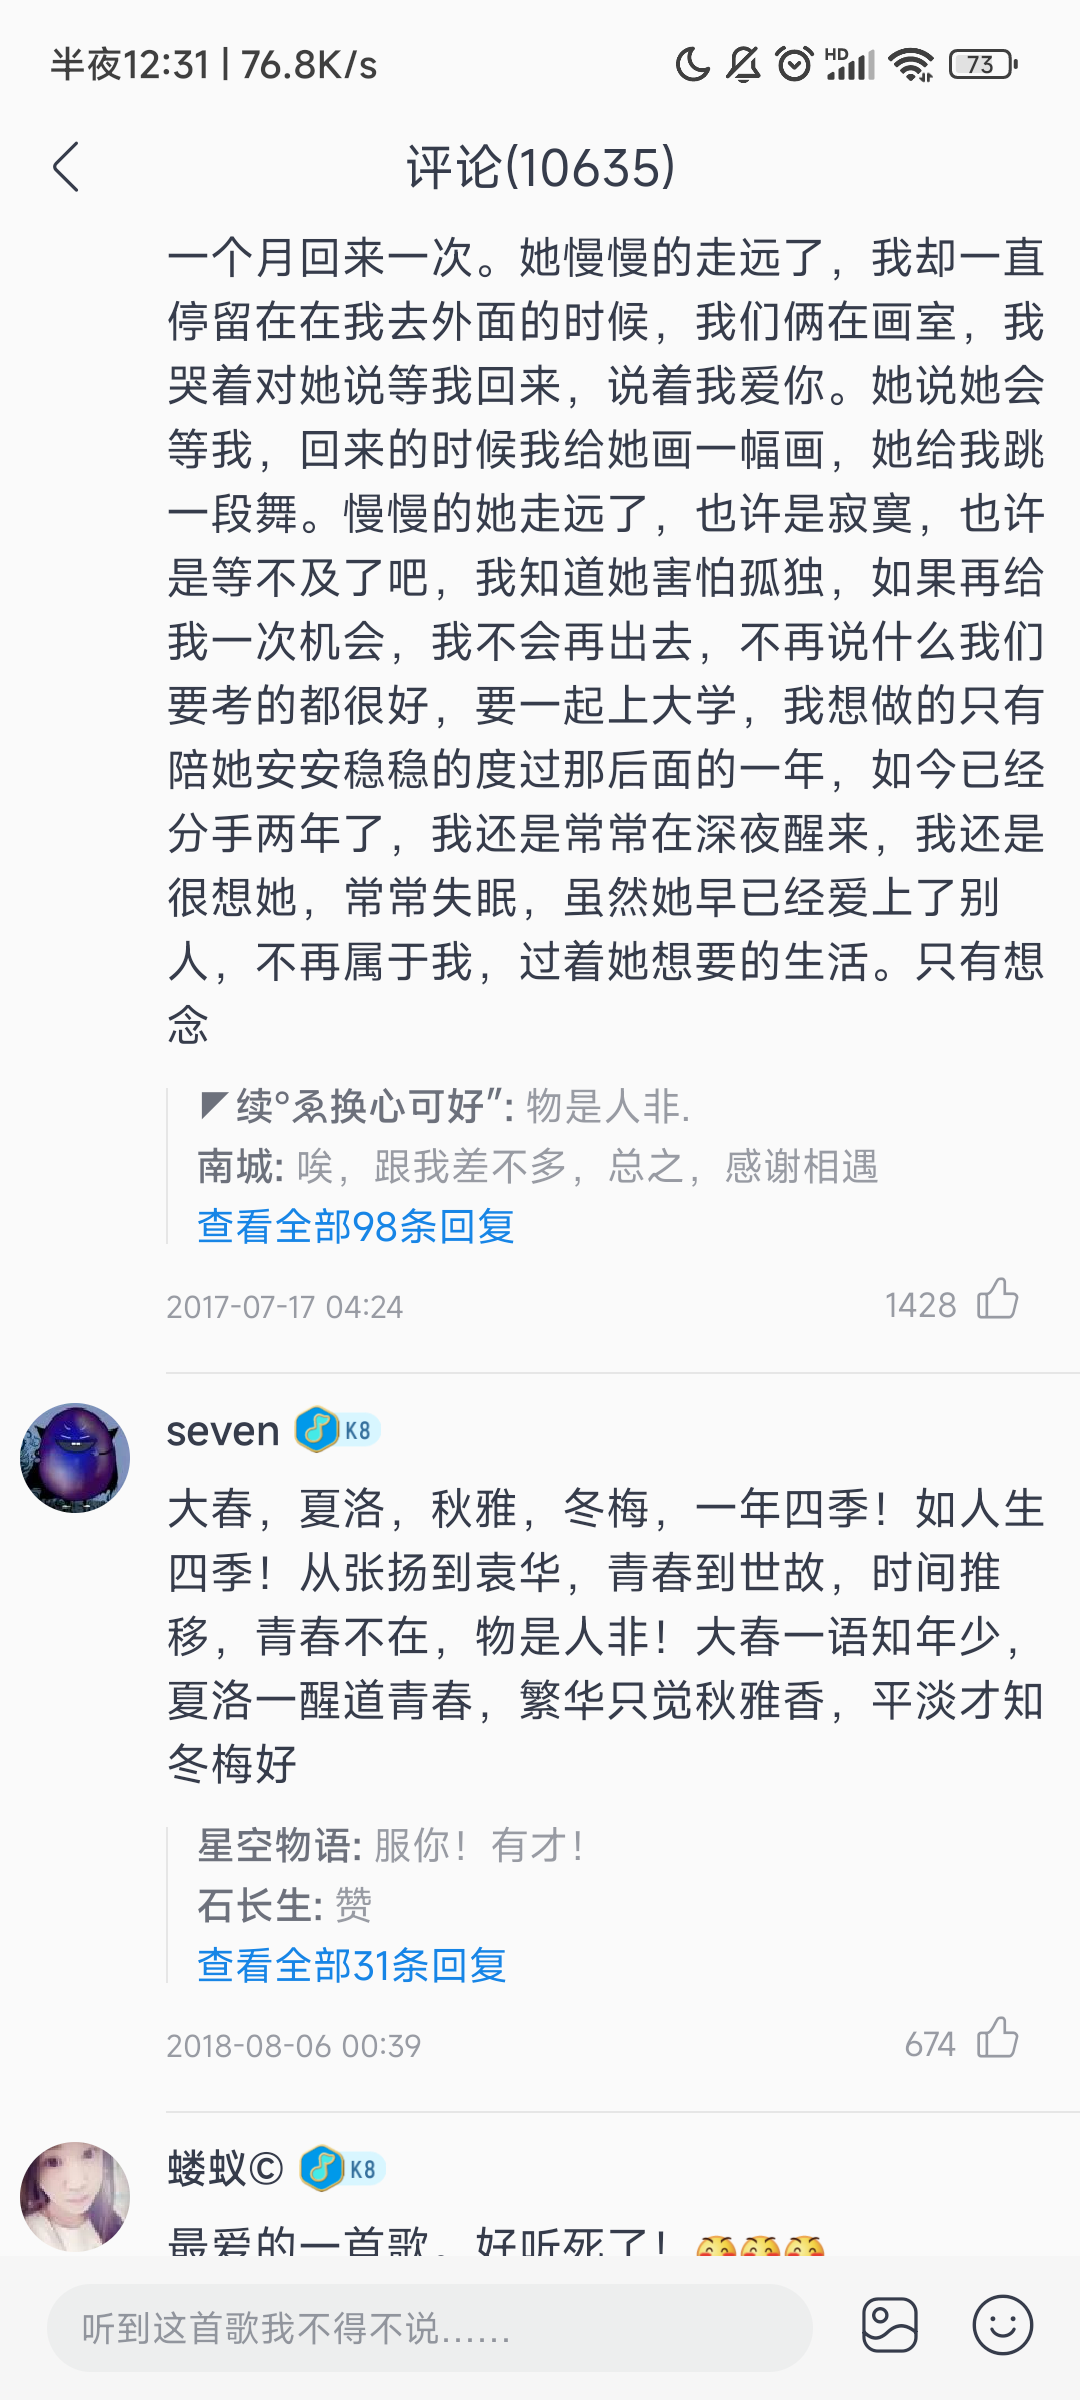 半夜12:31 | 76.8K/s
HD
73
评论(10635)
一个月回来一次。她慢慢的走远了，我却一直
停留在在我去外面的时候，我们俩在画室，我
哭着对她说等我回来，说着我爱你。她说她会
等我，回来的时候我给她画一幅画，她给我跳
一段舞。慢慢的她走远了，也许是寂寞，也许
是等不及了吧，我知道她害怕孤独，如果再给
我一次机会，我不会再出去，不再说什么我们
要考的都很好，要一起上大学，我想做的只有
陪她安安稳稳的度过那后面的一年，如今已经
分手两年了，我还是常常在深夜醒来，我还是
很想她，常常失眠，虽然她早已经爱上了别
人，不再属于我，过着她想要的生活。只有想
念
◤续°ゑ换心可好″: 物是人非.
南城: 唉，跟我差不多，总之，感谢相遇
查看全部98条回复
2017-07-17 04:24
1428
seven
K8
大春，夏洛，秋雅，冬梅，一年四季！如人生
四季！从张扬到袁华，青春到世故，时间推
移，青春不在，物是人非！大春一语知年少，
夏洛一醒道青春，繁华只觉秋雅香，平淡才知
冬梅好
星空物语: 服你！有才！
石长生: 赞
查看全部31条回复
2018-08-06 00:39
674
蝼蚁©
K8
最爱的一首歌，好听死了！😚😚😚
听到这首歌我不得不说......